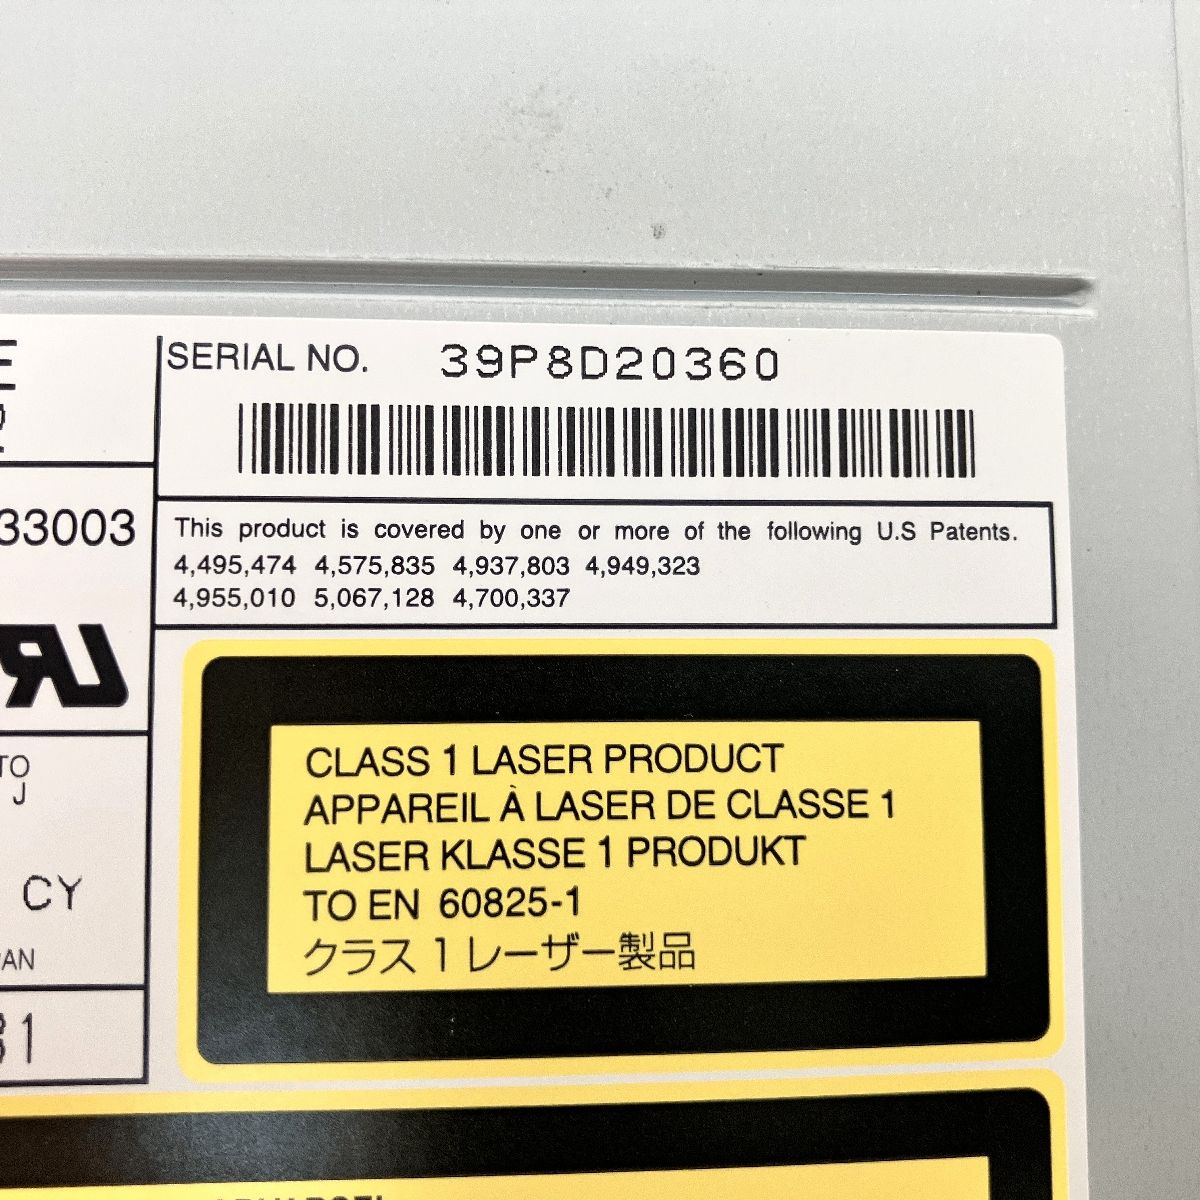 SERIAL NO. 39P8D20360
This product is covered by one or more of the following U.S Patents.
4,495,474 4,575,835 4,937,803 4,949,323
4,955,010 5,067,128 4,700,337
33003
CLASS 1 LASER PRODUCT
APPAREIL À LASER DE CLASSE 1
LASER KLASSE 1 PRODUKT
TO EN 60825-1
クラス 1 レーザー製品
TO
J
CY
PAN
31